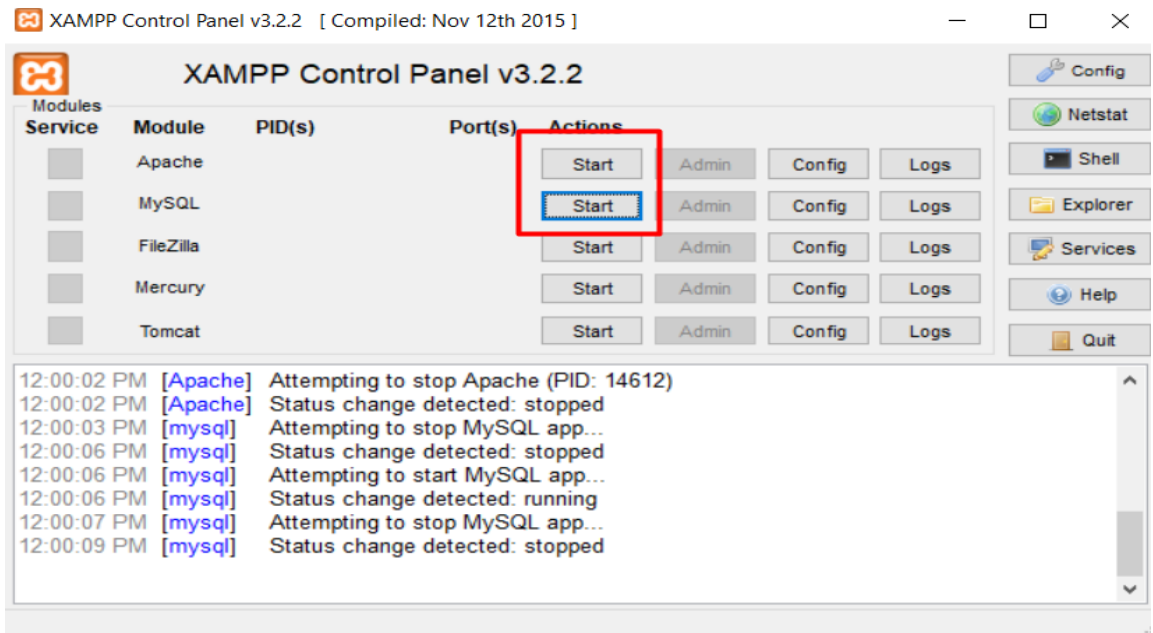 XAMPP Control Panel v3.2.2 [ Compiled: Nov 12th 2015 ]
XAMPP Control Panel v3.2.2
Config
Modules
Service Module PID(s) Port(s) Actions
Netstat
Apache Start Admin Config Logs
Shell
MySQL Start Admin Config Logs
Explorer
FileZilla Start Admin Config Logs
Services
Mercury Start Admin Config Logs
Help
Tomcat Start Admin Config Logs
Quit
12:00:02 PM [Apache] Attempting to stop Apache (PID: 14612)
12:00:02 PM [Apache] Status change detected: stopped
12:00:03 PM [mysql] Attempting to stop MySQL app...
12:00:06 PM [mysql] Status change detected: stopped
12:00:06 PM [mysql] Attempting to start MySQL app...
12:00:06 PM [mysql] Status change detected: running
12:00:07 PM [mysql] Attempting to stop MySQL app...
12:00:09 PM [mysql] Status change detected: stopped